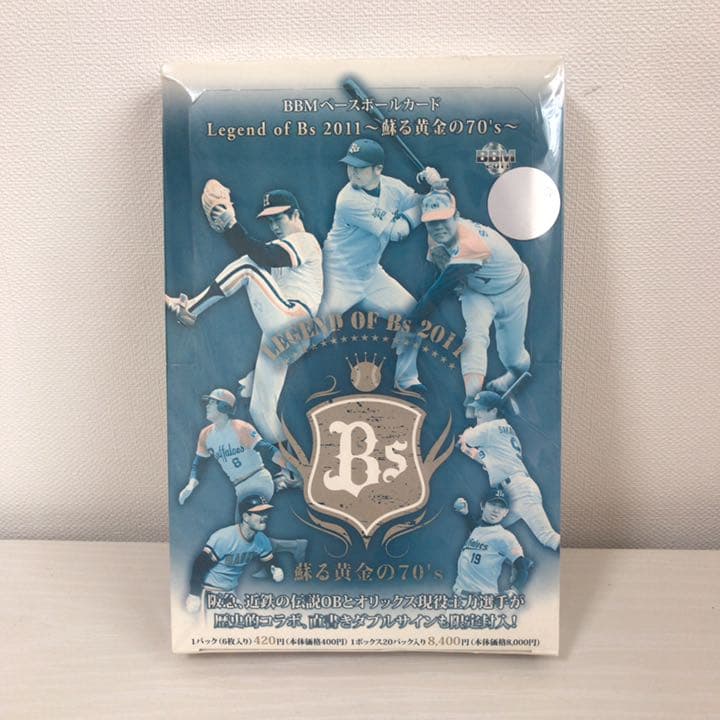 BBMベースボールカード
Legend of Bs 2011～蘇る黄金の70's～
BBM
2011
LEGEND OF Bs 2011
Buffaloes
8
9
19
Bs
蘇る黄金の70's
阪急、近鉄の伝説OBとオリックス現役主力選手が
歴史的コラボ、直書きダブルサインも限定封入!
1パック(6枚入り)420円(本体価格400円) 1ボックス20パック入り8,400円(本体価格8,000円)